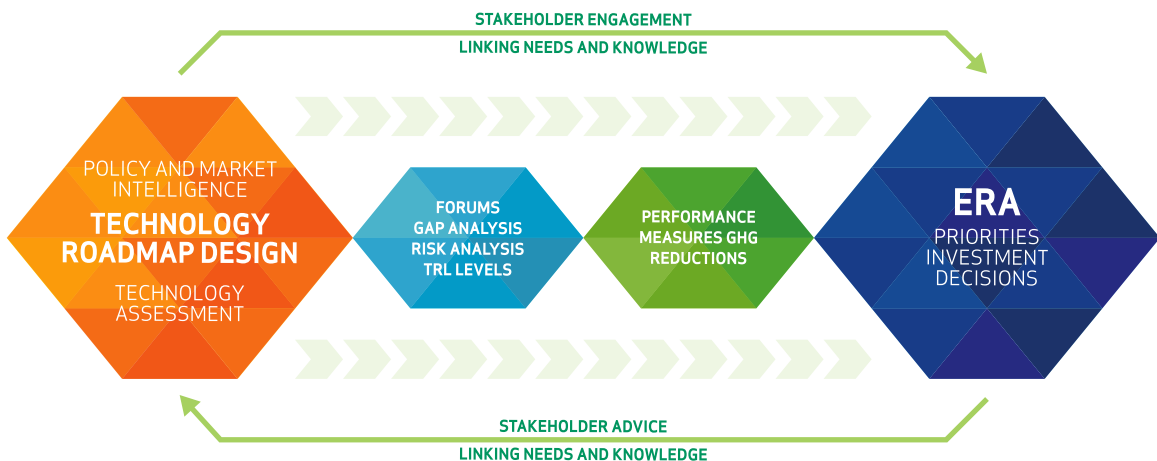 STAKEHOLDER ENGAGEMENT
LINKING NEEDS AND KNOWLEDGE
POLICY AND MARKET
INTELLIGENCE
TECHNOLOGY
ROADMAP DESIGN
TECHNOLOGY
ASSESSMENT
FORUMS
GAP ANALYSIS
RISK ANALYSIS
TRL LEVELS
PERFORMANCE
MEASURES GHG
REDUCTIONS
ERA
PRIORITIES
INVESTMENT
DECISIONS
STAKEHOLDER ADVICE
LINKING NEEDS AND KNOWLEDGE